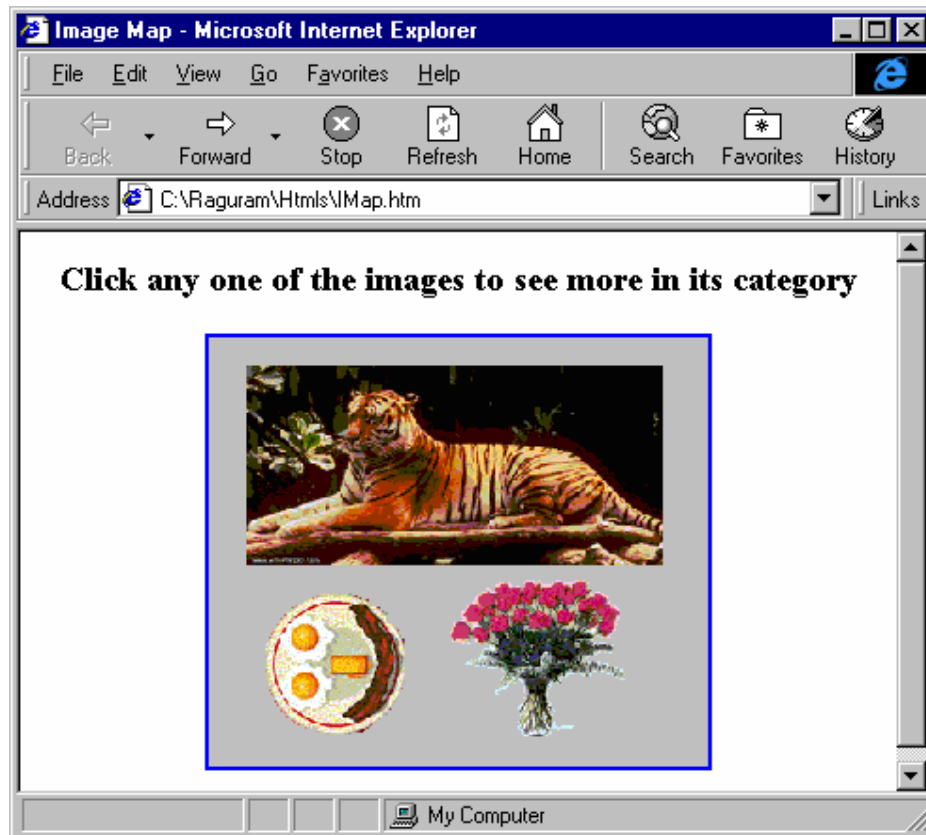 Image Map - Microsoft Internet Explorer
File Edit View Go Favorites Help
Back Forward Stop Refresh Home Search Favorites History
Address C:\Raguram\Htmls\IMap.htm Links
Click any one of the images to see more in its category
My Computer